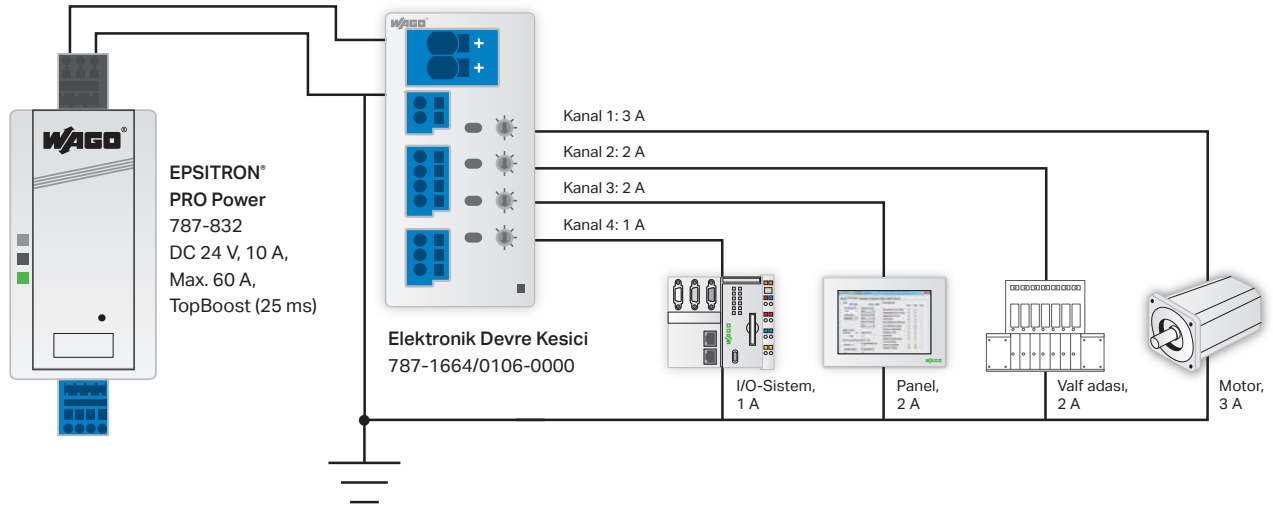 WAGO
+
+
WAGO®
EPSITRON®
PRO Power
787-832
DC 24 V, 10 A,
Max. 60 A,
TopBoost (25 ms)
Kanal 1: 3 A
Kanal 2: 2 A
Kanal 3: 2 A
Kanal 4: 1 A
Elektronik Devre Kesici
787-1664/0106-0000
WAGO
WAGO
I/O-Sistem,
1 A
Panel,
2 A
Valf adası,
2 A
Motor,
3 A